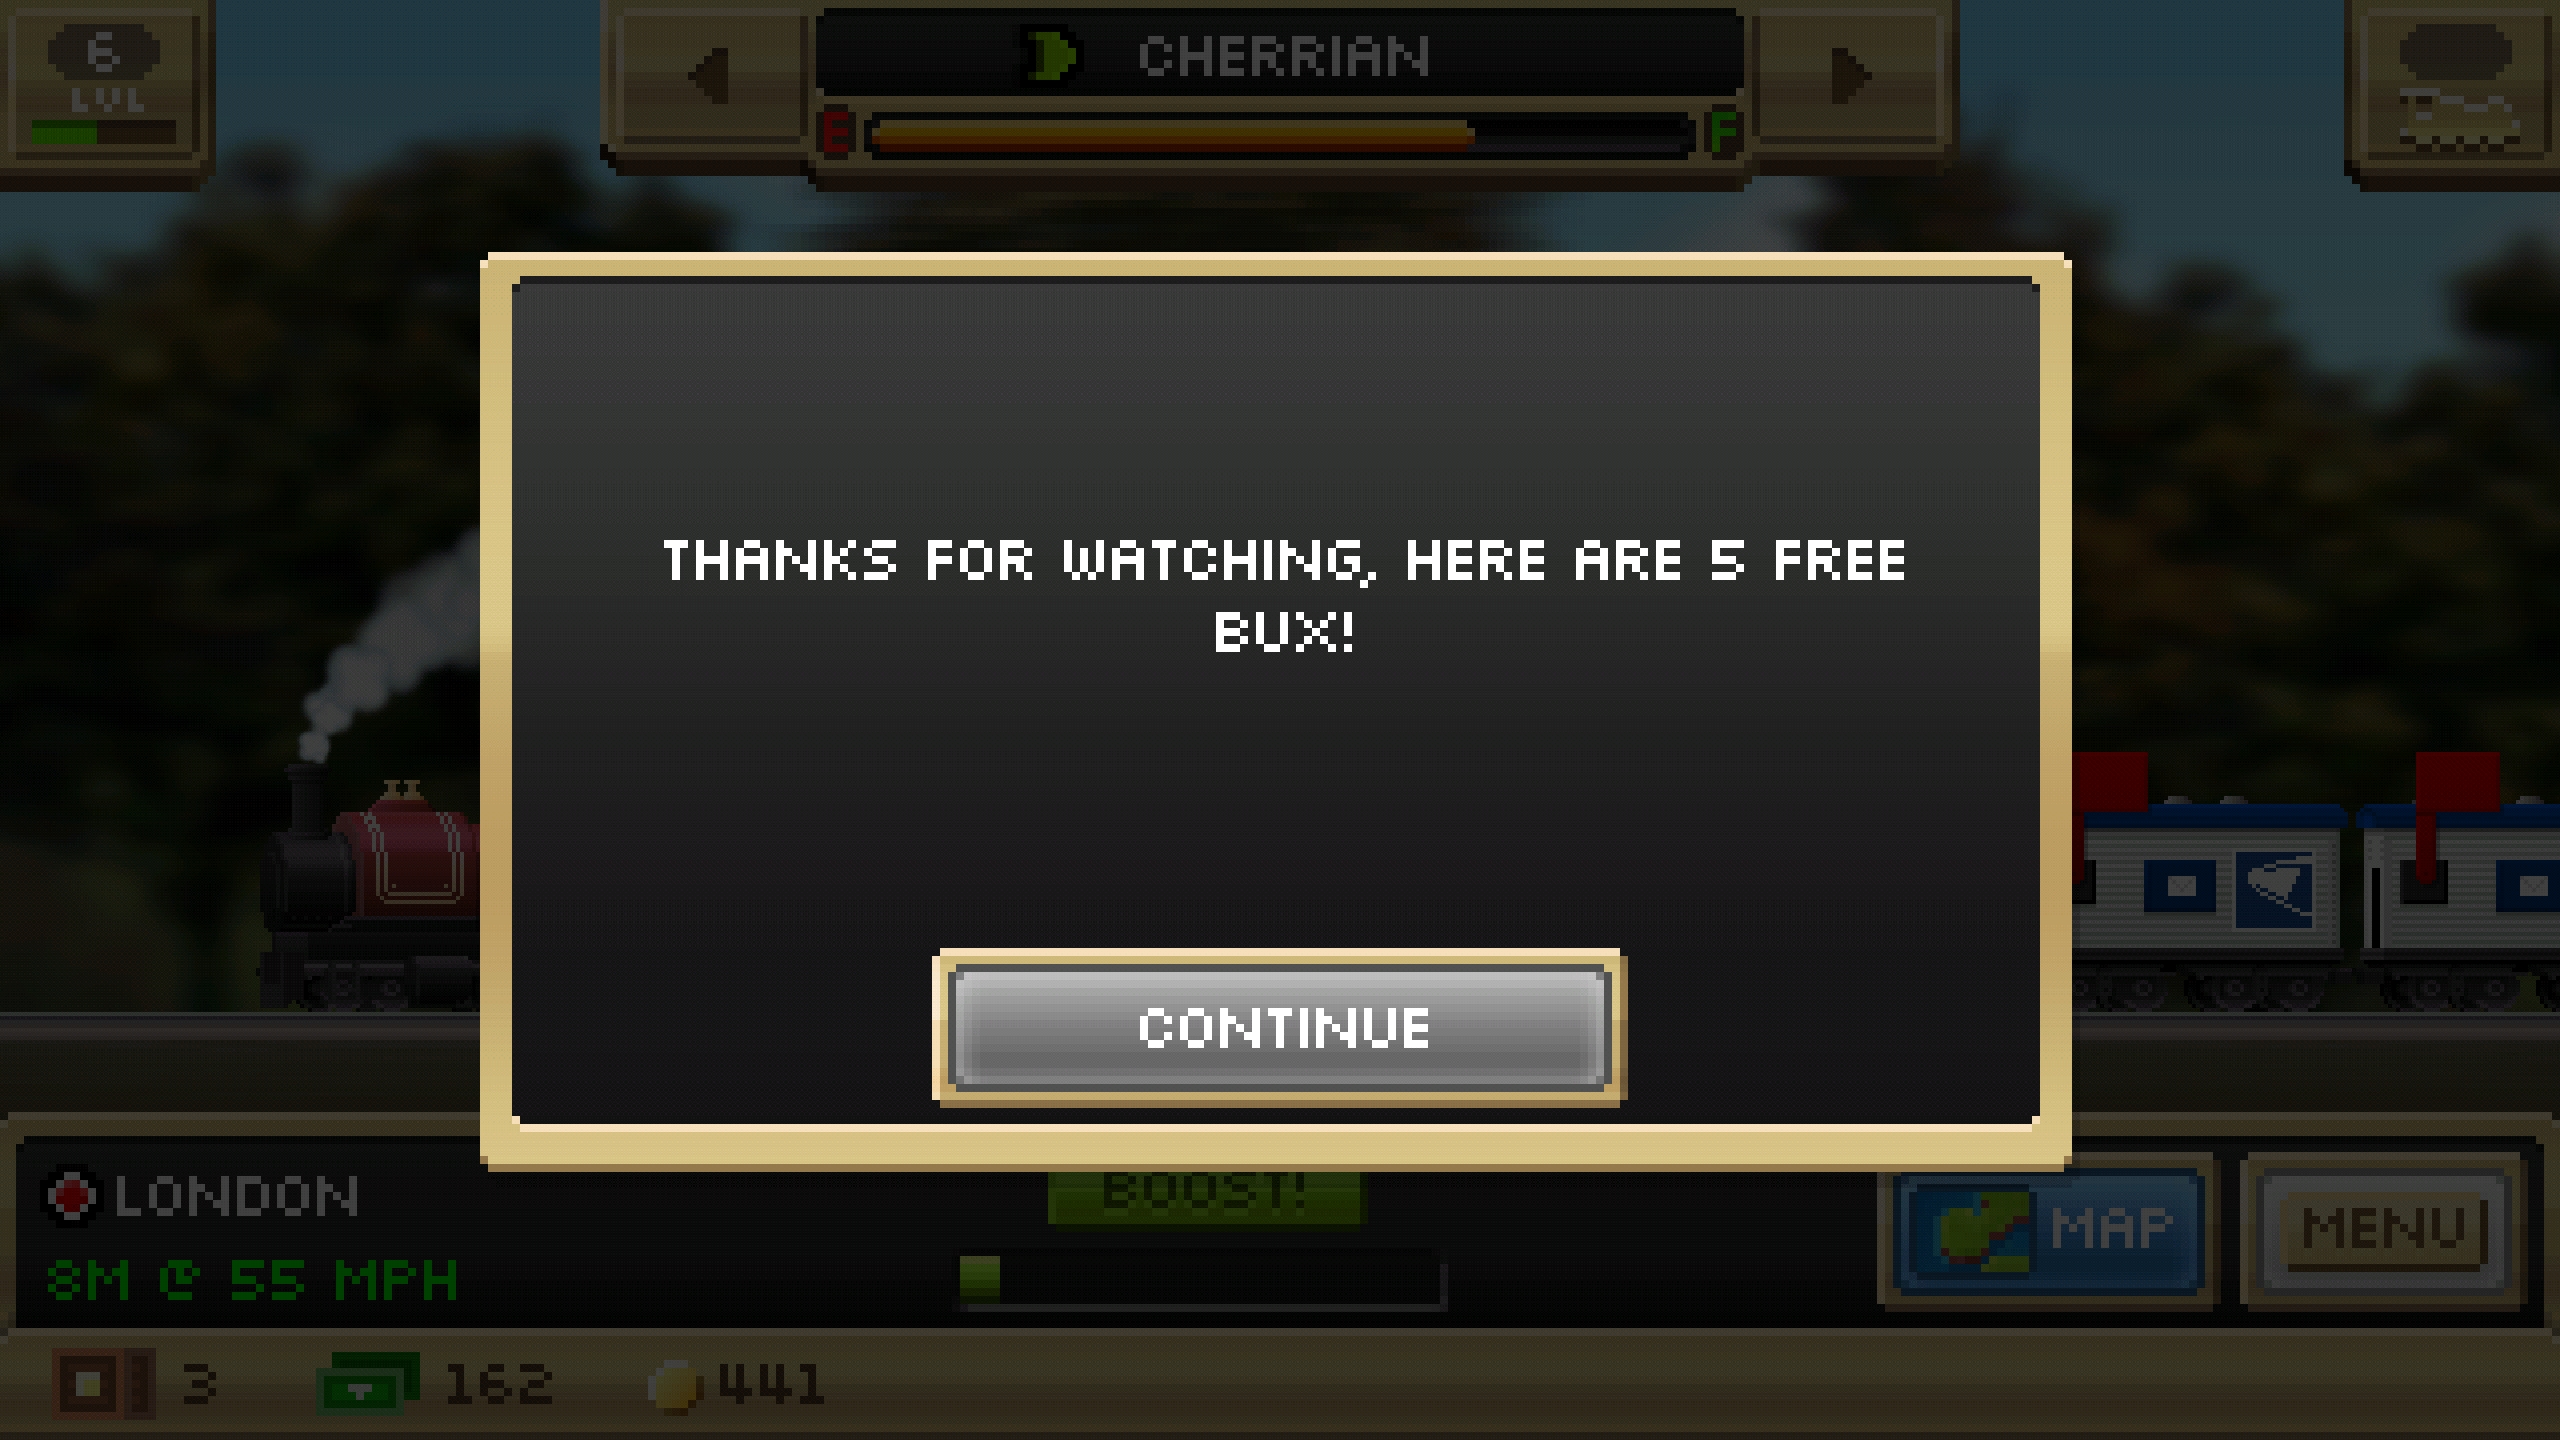 6
LVL
CHERRIAN
E F
THANKS FOR WATCHING, HERE ARE 5 FREE
BUX!
CONTINUE
BOOST!
LONDON
8M @ 55 MPH
MAP
MENU
3 162 441